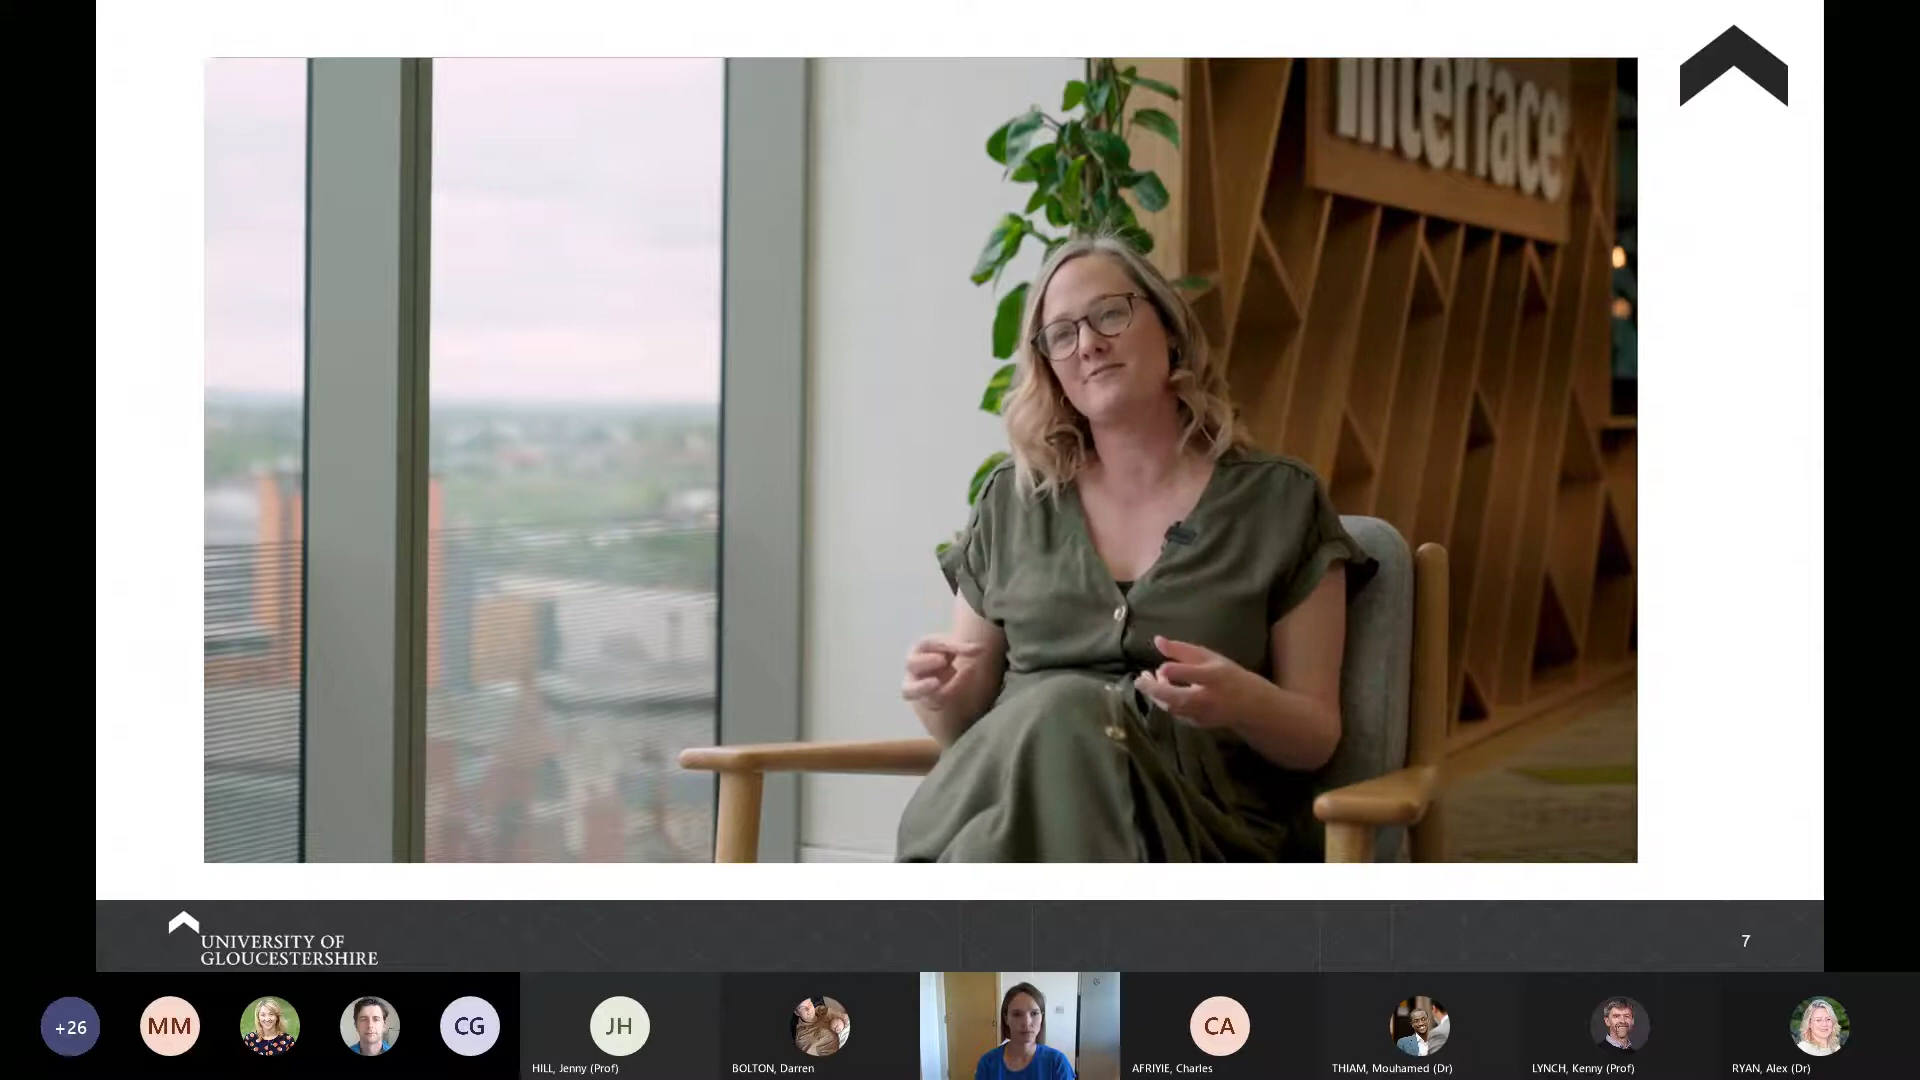 interface
UNIVERSITY OF
GLOUCESTERSHIRE
7
+26
MM
CG
JH
HILL, Jenny (Prof)
BOLTON, Darren
CA
AFRIYIE, Charles
THIAM, Mouhamed (Dr)
LYNCH, Kenny (Prof)
RYAN, Alex (Dr)